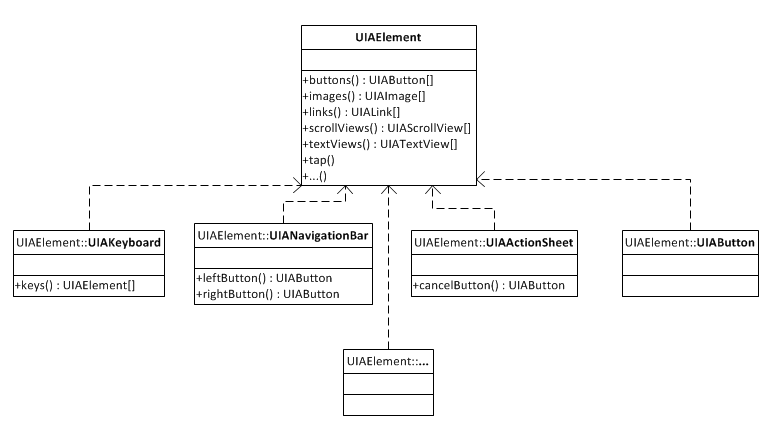 UIAElement
+buttons() : UIAButton[]
+images() : UIAImage[]
+links() : UIALink[]
+scrollViews() : UIAScrollView[]
+textViews() : UIATextView[]
+tap()
+...()
UIAElement::UIAKeyboard
+keys() : UIAElement[]
UIAElement::UIANavigationBar
+leftButton() : UIAButton
+rightButton() : UIAButton
UIAElement::UIAActionSheet
+cancelButton() : UIAButton
UIAElement::UIAButton
UIAElement::...